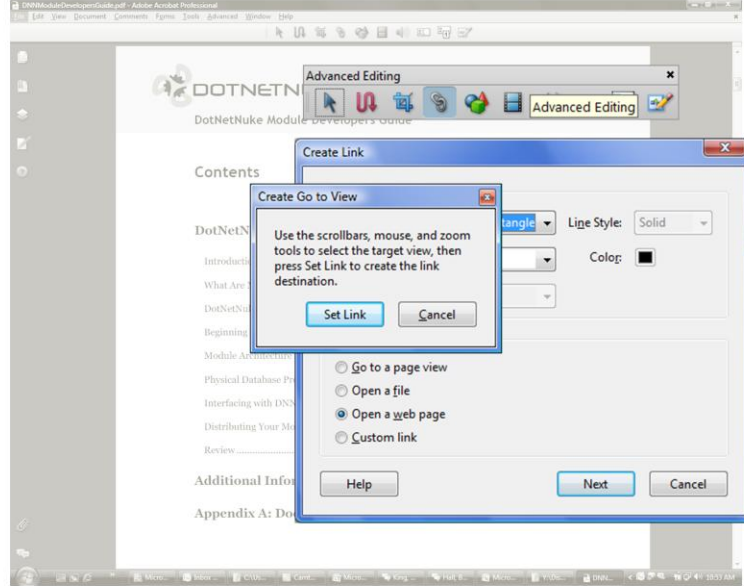 DNNModuleDevelopersGuide.pdf - Adobe Acrobat Professional
File Edit View Document Comments Forms Tools Advanced Window Help
DOTNETN
Advanced Editing
Advanced Editing
DotNetNuke Module Developers Guide
Create Link
Contents
Create Go to View
tangle
Line Style:
Solid
Use the scrollbars, mouse, and zoom
tools to select the target view, then
press Set Link to create the link
destination.
Color:
Set Link
Cancel
DotNetN
Introducti
What Are
DotNetNu
Beginning
Module Architecture
Physical Database Pr
Interfacing with DNN
Distributing Your Mo
Review
Go to a page view
Open a file
Open a web page
Custom link
Additional Infor
Help
Next
Cancel
Appendix A: Do
Inbox
10:53 AM